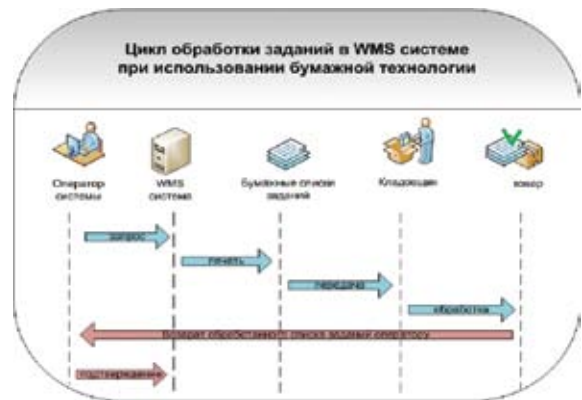 Цикл обработки заданий в WMS системе
при использовании бумажной технологии
Оператор
системы
WMS
система
Бумажные списки
заданий
Кладовщик
товар
запрос
печать
передача
обработка
возврат обработанного списка заданий оператору
подтверждение